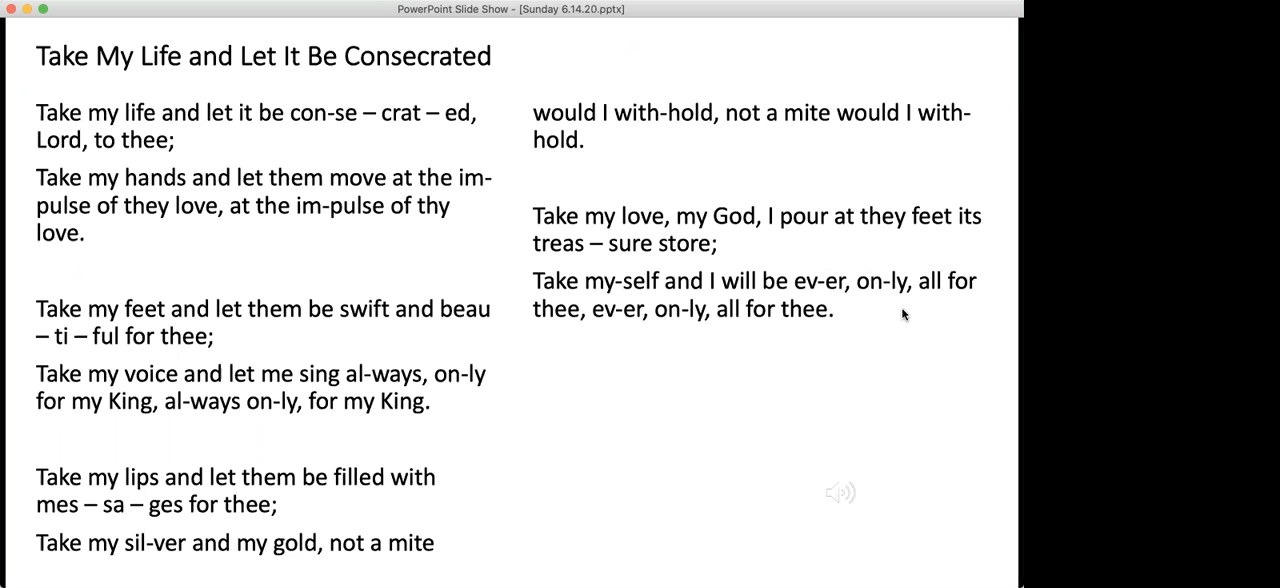 PowerPoint Slide Show - [Sunday 6.14.20.pptx]
Take My Life and Let It Be Consecrated
Take my life and let it be con-se – crat – ed,
Lord, to thee;
Take my hands and let them move at the im-
pulse of they love, at the im-pulse of thy
love.
Take my feet and let them be swift and beau
– ti – ful for thee;
Take my voice and let me sing al-ways, on-ly
for my King, al-ways on-ly, for my King.
Take my lips and let them be filled with
mes – sa – ges for thee;
Take my sil-ver and my gold, not a mite
would I with-hold, not a mite would I with-
hold.
Take my love, my God, I pour at they feet its
treas – sure store;
Take my-self and I will be ev-er, on-ly, all for
thee, ev-er, on-ly, all for thee.